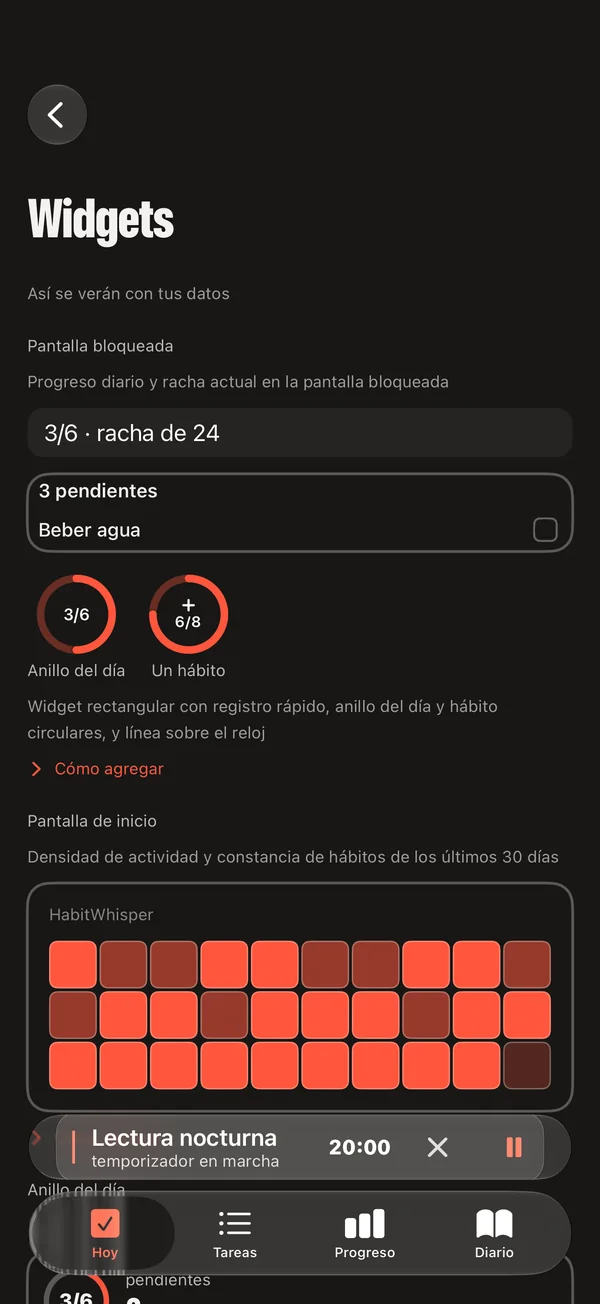 Widgets
Así se verán con tus datos
Pantalla bloqueada
Progreso diario y racha actual en la pantalla bloqueada
3/6 · racha de 24
3 pendientes
Beber agua
3/6
+
6/8
Anillo del día
Un hábito
Widget rectangular con registro rápido, anillo del día y hábito
circulares, y línea sobre el reloj
Cómo agregar
Pantalla de inicio
Densidad de actividad y constancia de hábitos de los últimos 30 días
HabitWhisper
Lectura nocturna
temporizador en marcha
20:00
Anillo del día
Hoy
Tareas
Progreso
Diario
pendientes
3/6